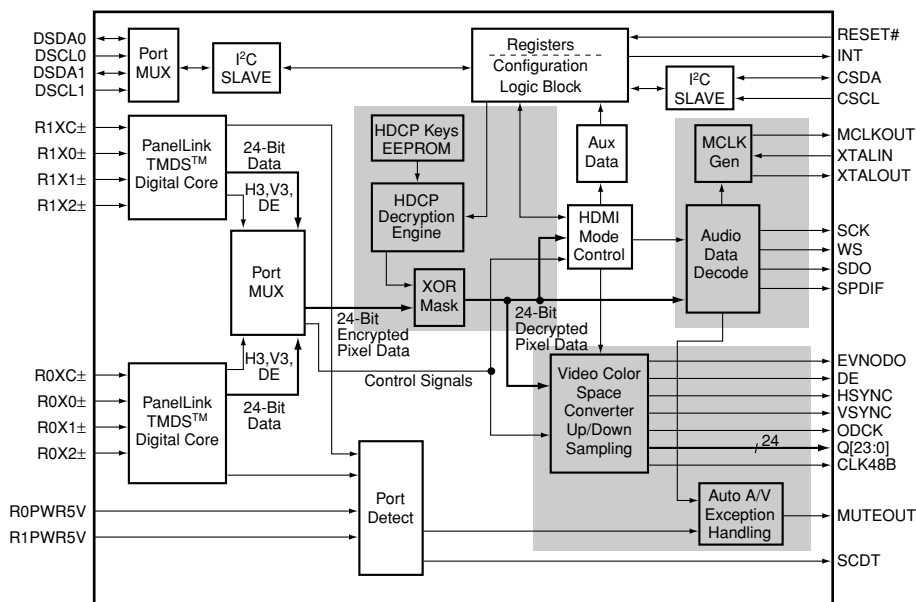 DSDA0
DSCL0
DSDA1
DSCL1
Port
MUX
I²C
SLAVE
Registers
Configuration
Logic Block
I²C
SLAVE
RESET#
INT
CSDA
CSCL
R1XC±
R1X0±
R1X1±
R1X2±
PanelLink
TMDS™
Digital Core
24-Bit
Data
H3,V3,
DE
HDCP Keys
EEPROM
HDCP
Decryption
Engine
XOR
Mask
Aux
Data
HDMI
Mode
Control
MCLK
Gen
MCLKOUT
XTALIN
XTALOUT
Audio
Data
Decode
SCK
WS
SDO
SPDIF
Port
MUX
24-Bit
Encrypted
Pixel Data
24-Bit
Decrypted
Pixel Data
Control Signals
H3,V3,
DE
24-Bit
Data
R0XC±
R0X0±
R0X1±
R0X2±
PanelLink
TMDS™
Digital Core
Video Color
Space
Converter
Up/Down
Sampling
EVNODO
DE
HSYNC
VSYNC
ODCK
24
Q[23:0]
CLK48B
R0PWR5V
R1PWR5V
Port
Detect
Auto A/V
Exception
Handling
MUTEOUT
SCDT